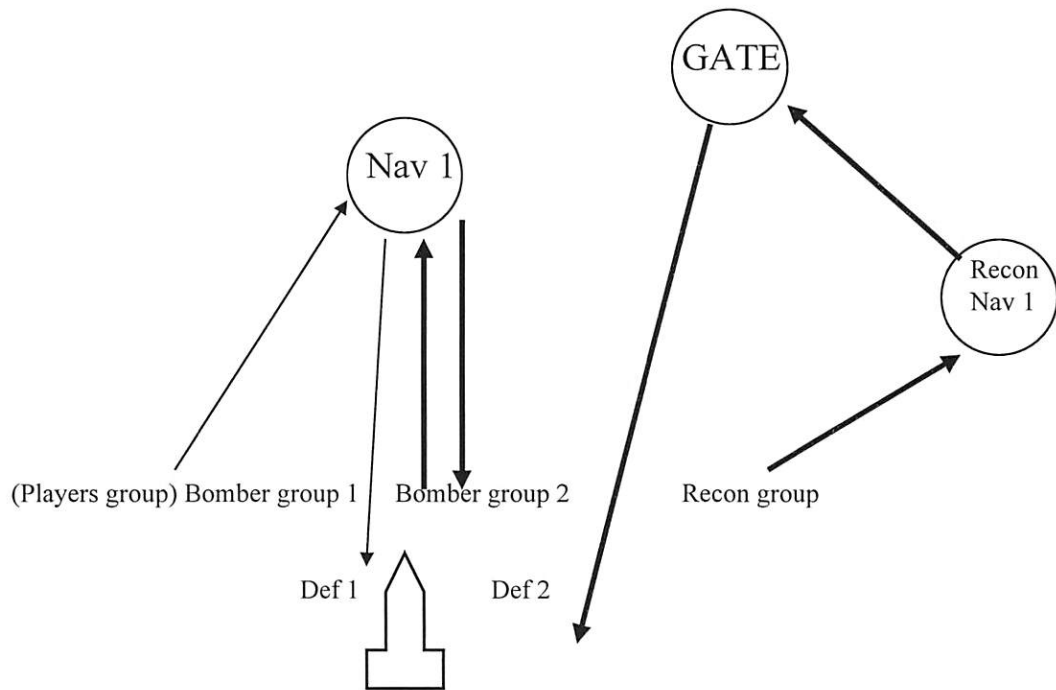 GATE
Nav 1
Recon
Nav 1
(Players group) Bomber group 1
Bomber group 2
Recon group
Def 1
Def 2